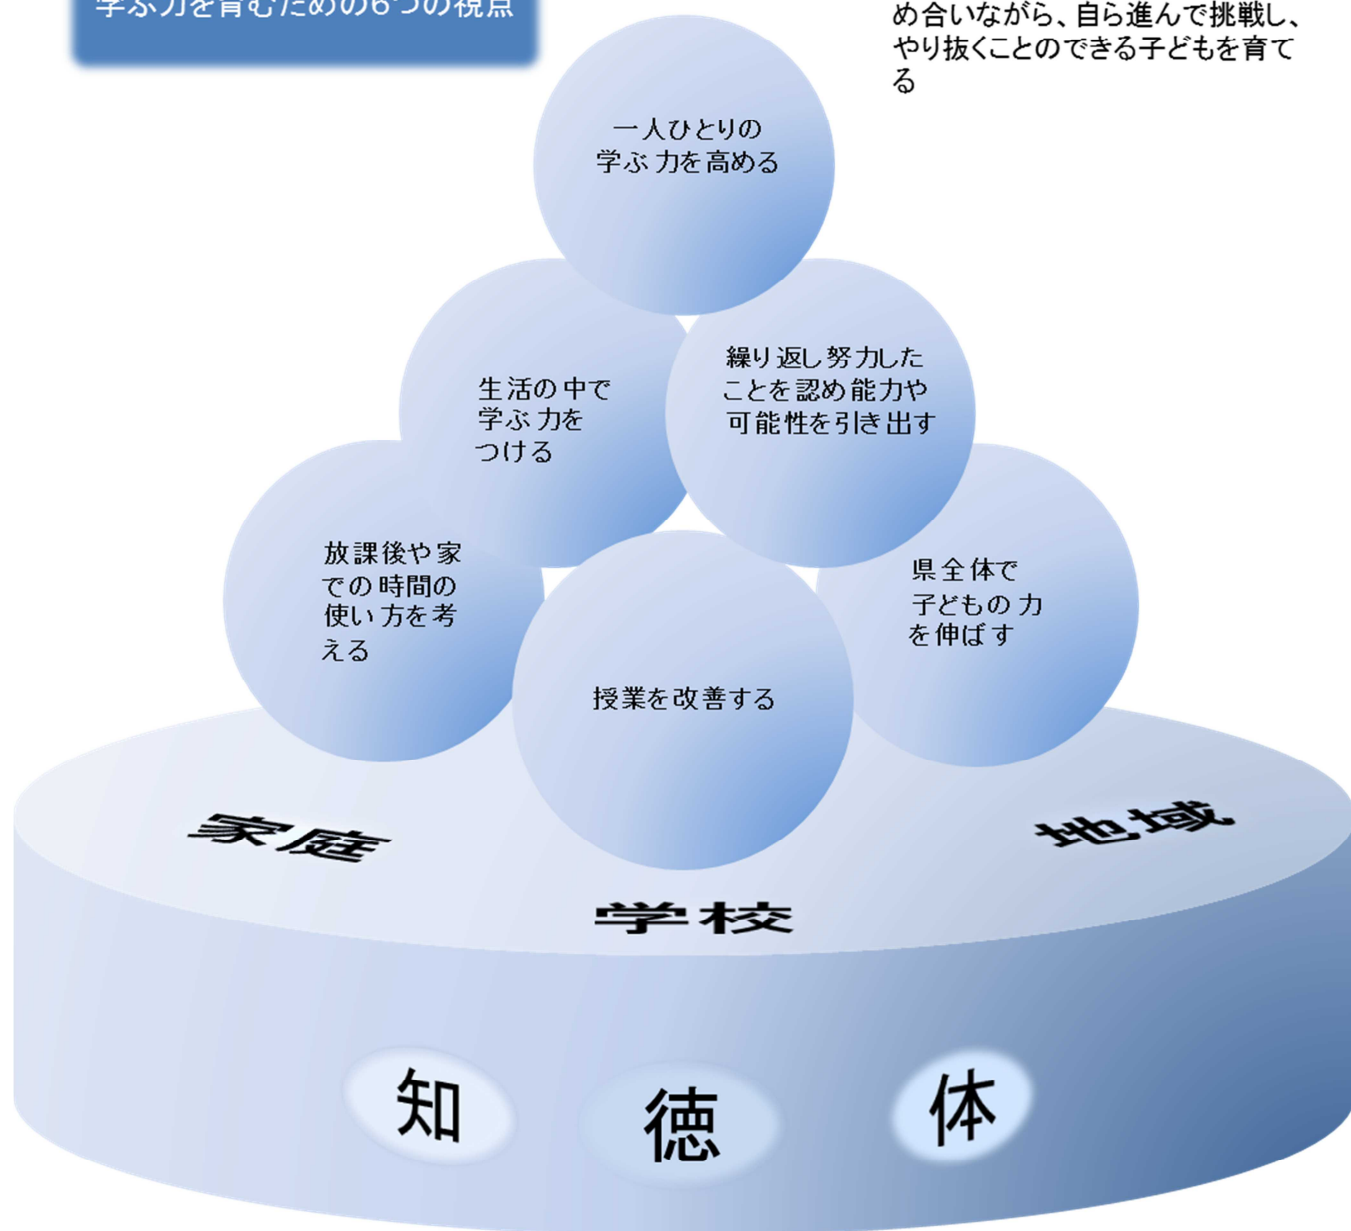 学ぶ力を育むための6つの視点
め合いながら、自ら進んで挑戦し、
やり抜くことのできる子どもを育て
る
一人ひとりの
学ぶ力を高める
生活の中で
学ぶ力を
つける
繰り返し努力した
ことを認め能力や
可能性を引き出す
放課後や家
での時間の
使い方を考
える
授業を改善する
県全体で
子どもの力
を伸ばす
家庭
学校
地域
知
徳
体